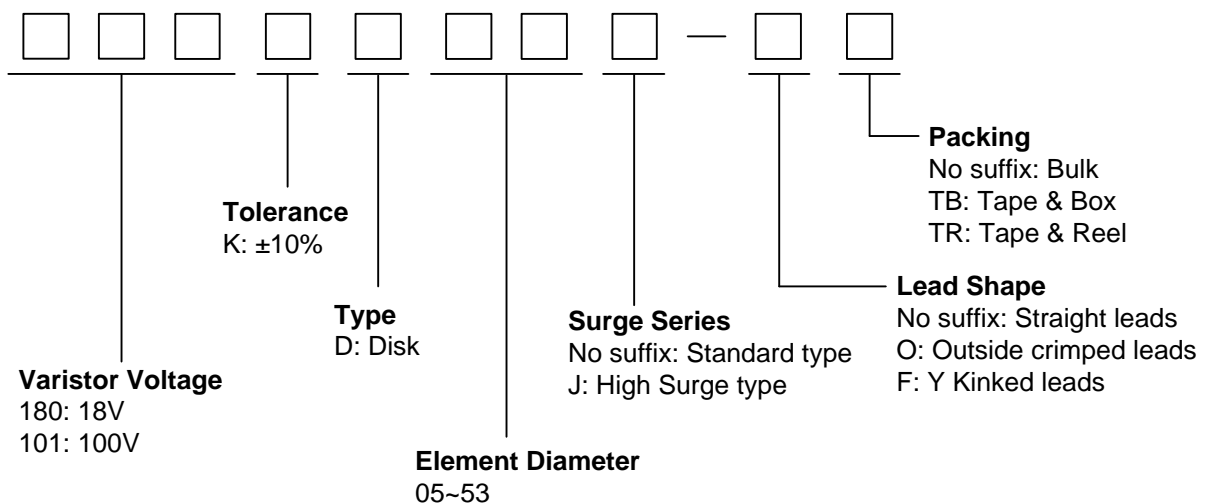 Packing
No suffix: Bulk
TB: Tape & Box
TR: Tape & Reel
Tolerance
K: ±10%
Lead Shape
No suffix: Straight leads
O: Outside crimped leads
F: Y Kinked leads
Type
D: Disk
Surge Series
No suffix: Standard type
J: High Surge type
Varistor Voltage
180: 18V
101: 100V
Element Diameter
05~53